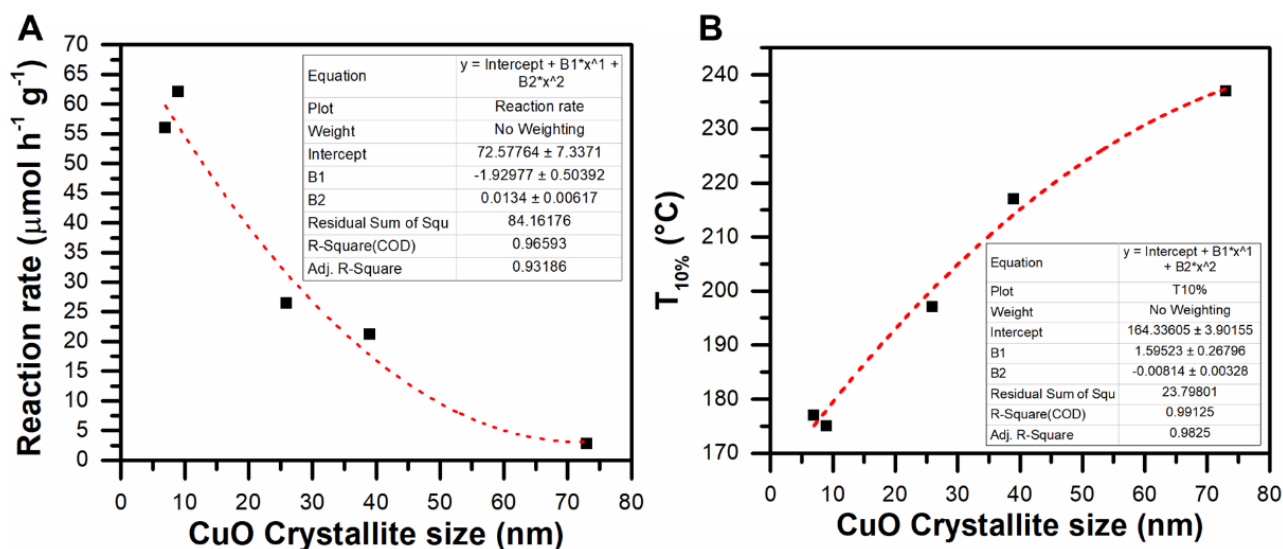 A
Reaction rate (μmol h⁻¹ g⁻¹)
70
65
60
55
50
45
40
35
30
25
20
15
10
5
0
0 10 20 30 40 50 60 70 80
CuO Crystallite size (nm)
Equation y = Intercept + B1*x^1 +
B2*x^2
Plot Reaction rate
Weight No Weighting
Intercept 72.57764 ± 7.3371
B1 -1.92977 ± 0.50392
B2 0.0134 ± 0.00617
Residual Sum of Squ 84.16176
R-Square(COD) 0.96593
Adj. R-Square 0.93186
B
T10% (°C)
240
230
220
210
200
190
180
170
0 10 20 30 40 50 60 70 80
CuO Crystallite size (nm)
Equation y = Intercept + B1*x^1
+ B2*x^2
Plot T10%
Weight No Weighting
Intercept 164.33605 ± 3.90155
B1 1.59523 ± 0.26796
B2 -0.00814 ± 0.00328
Residual Sum of Squ 23.79801
R-Square(COD) 0.99125
Adj. R-Square 0.9825